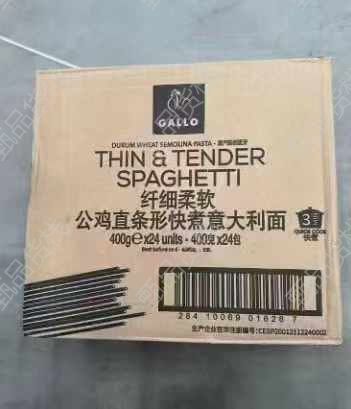 GALLO
DURUM WHEAT SEMOLINA PASTA -
THIN & TENDER
SPAGHETTI
纤细柔软
公鸡直条形快煮意大利面
400g℮x24 units - 400克x24包
3
QUICK COOK
快煮